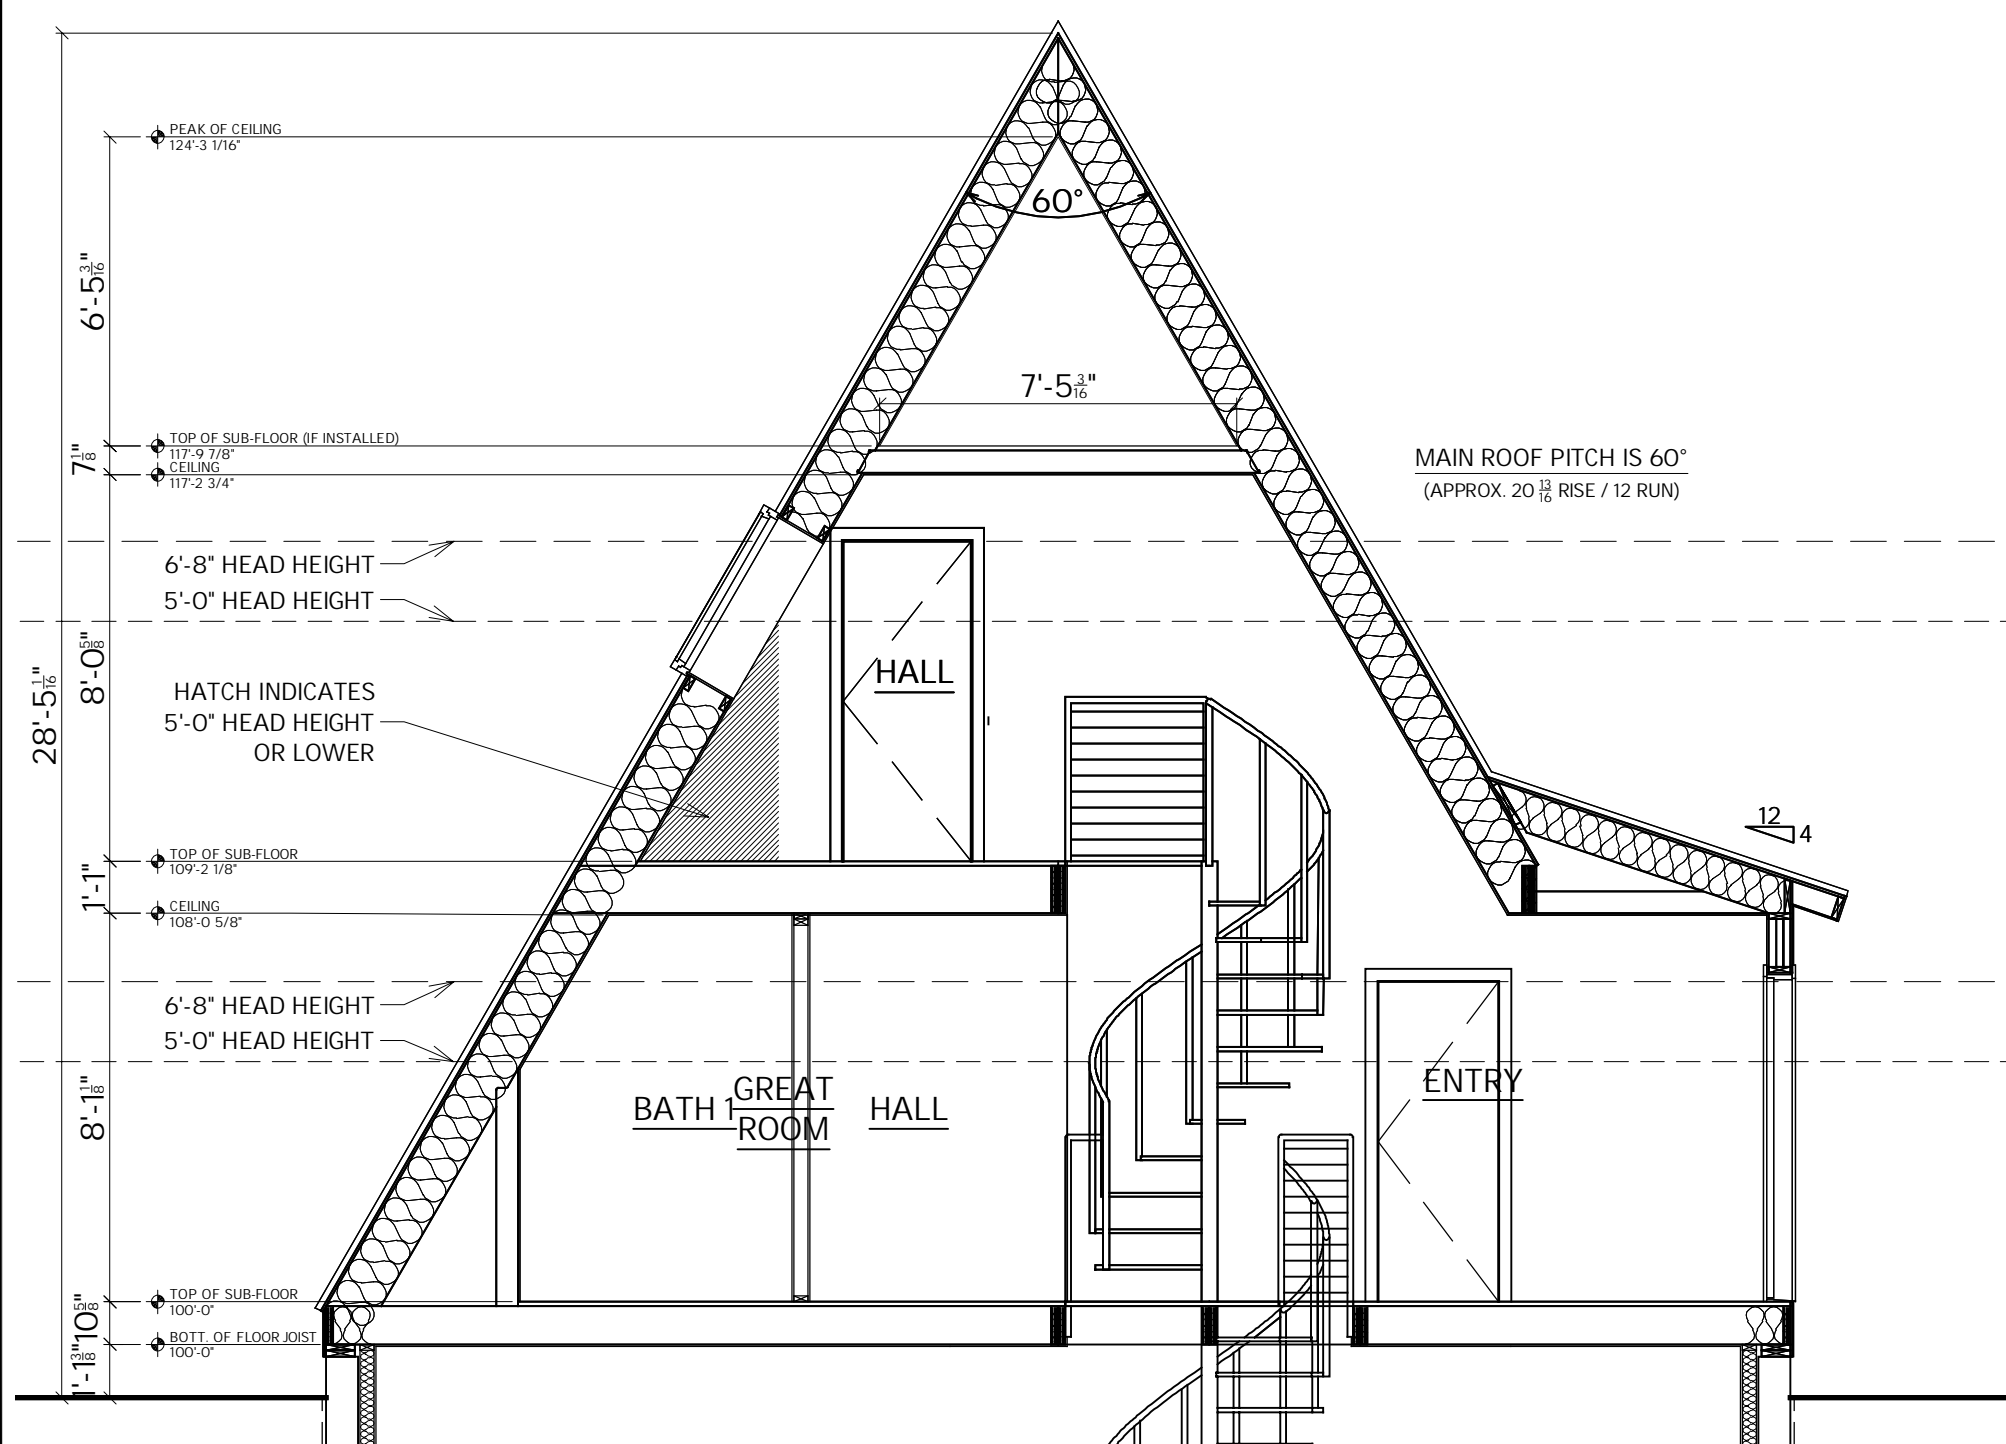 PEAK OF CEILING
124'-3 1/16"
60°
6'-5 3/16"
7'-5 3/16"
TOP OF SUB-FLOOR (IF INSTALLED)
117'-9 7/8"
7 1/8"
CEILING
117'-2 3/4"
MAIN ROOF PITCH IS 60°
(APPROX. 20 13/16 RISE / 12 RUN)
6'-8" HEAD HEIGHT
5'-0" HEAD HEIGHT
8'-0 5/8"
28'-5 1/16"
HATCH INDICATES
5'-0" HEAD HEIGHT
OR LOWER
HALL
12
4
TOP OF SUB-FLOOR
109'-2 1/8"
1'-1"
CEILING
108'-0 5/8"
6'-8" HEAD HEIGHT
5'-0" HEAD HEIGHT
8'-1 1/8"
BATH 1
GREAT
ROOM
HALL
ENTRY
TOP OF SUB-FLOOR
100'-0"
10 5/8"
BOTT. OF FLOOR JOIST
100'-0"
1'-1 3/8"